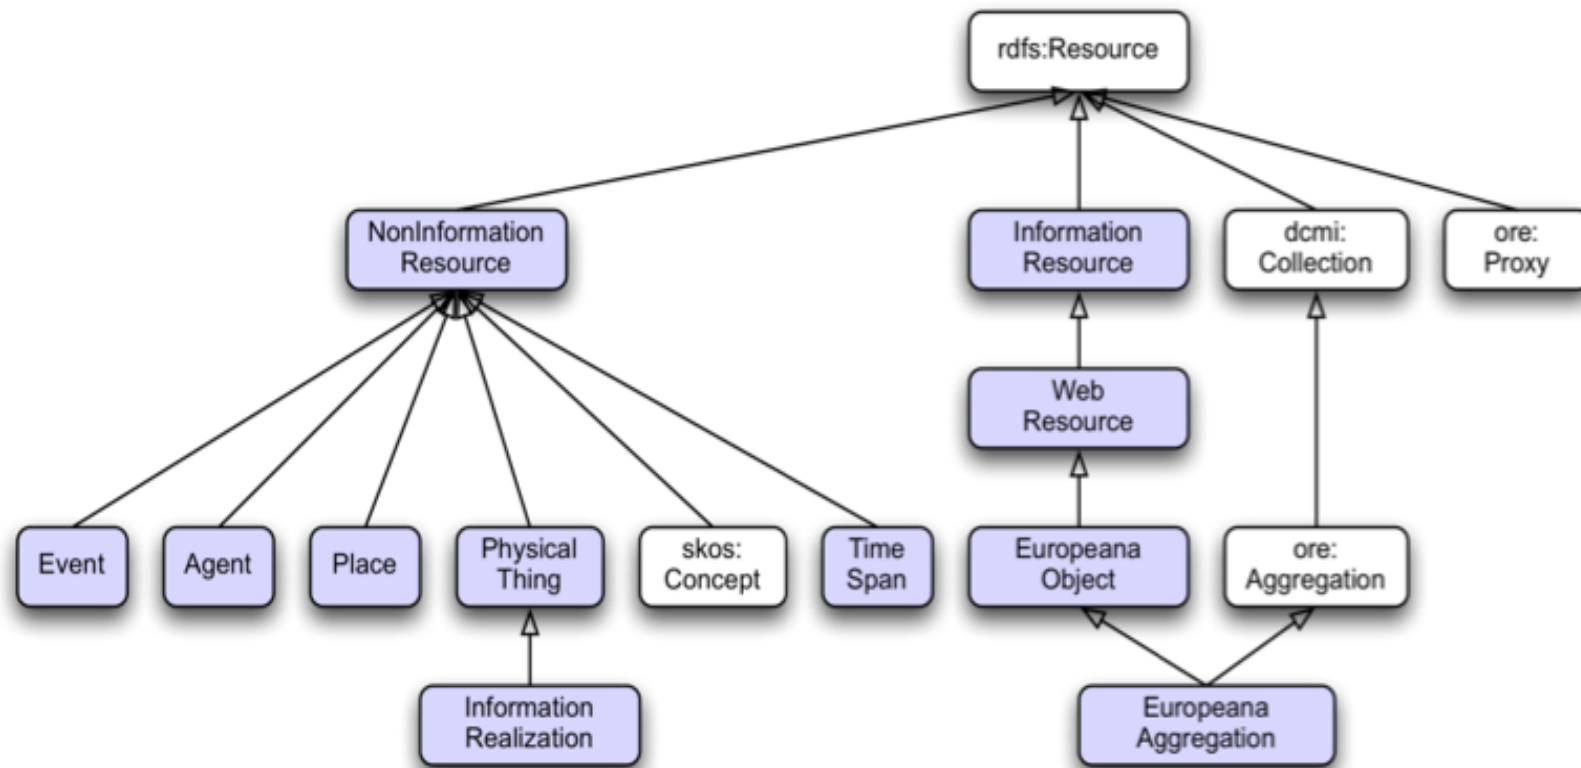 rdfs:Resource
NonInformation
Resource
Information
Resource
dcmi:
Collection
ore:
Proxy
Web
Resource
Event
Agent
Place
Physical
Thing
skos:
Concept
Time
Span
Europeana
Object
ore:
Aggregation
Information
Realization
Europeana
Aggregation